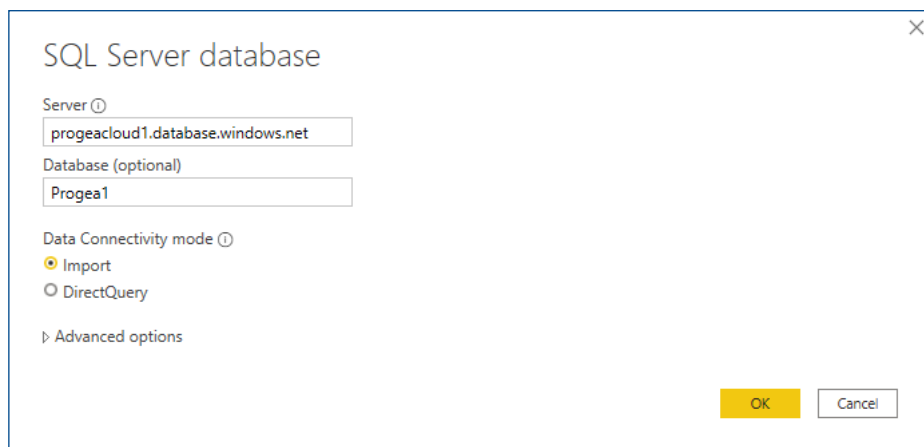 SQL Server database
Server
progeacloud1.database.windows.net
Database (optional)
Progea1
Data Connectivity mode
Import
DirectQuery
Advanced options
OK
Cancel